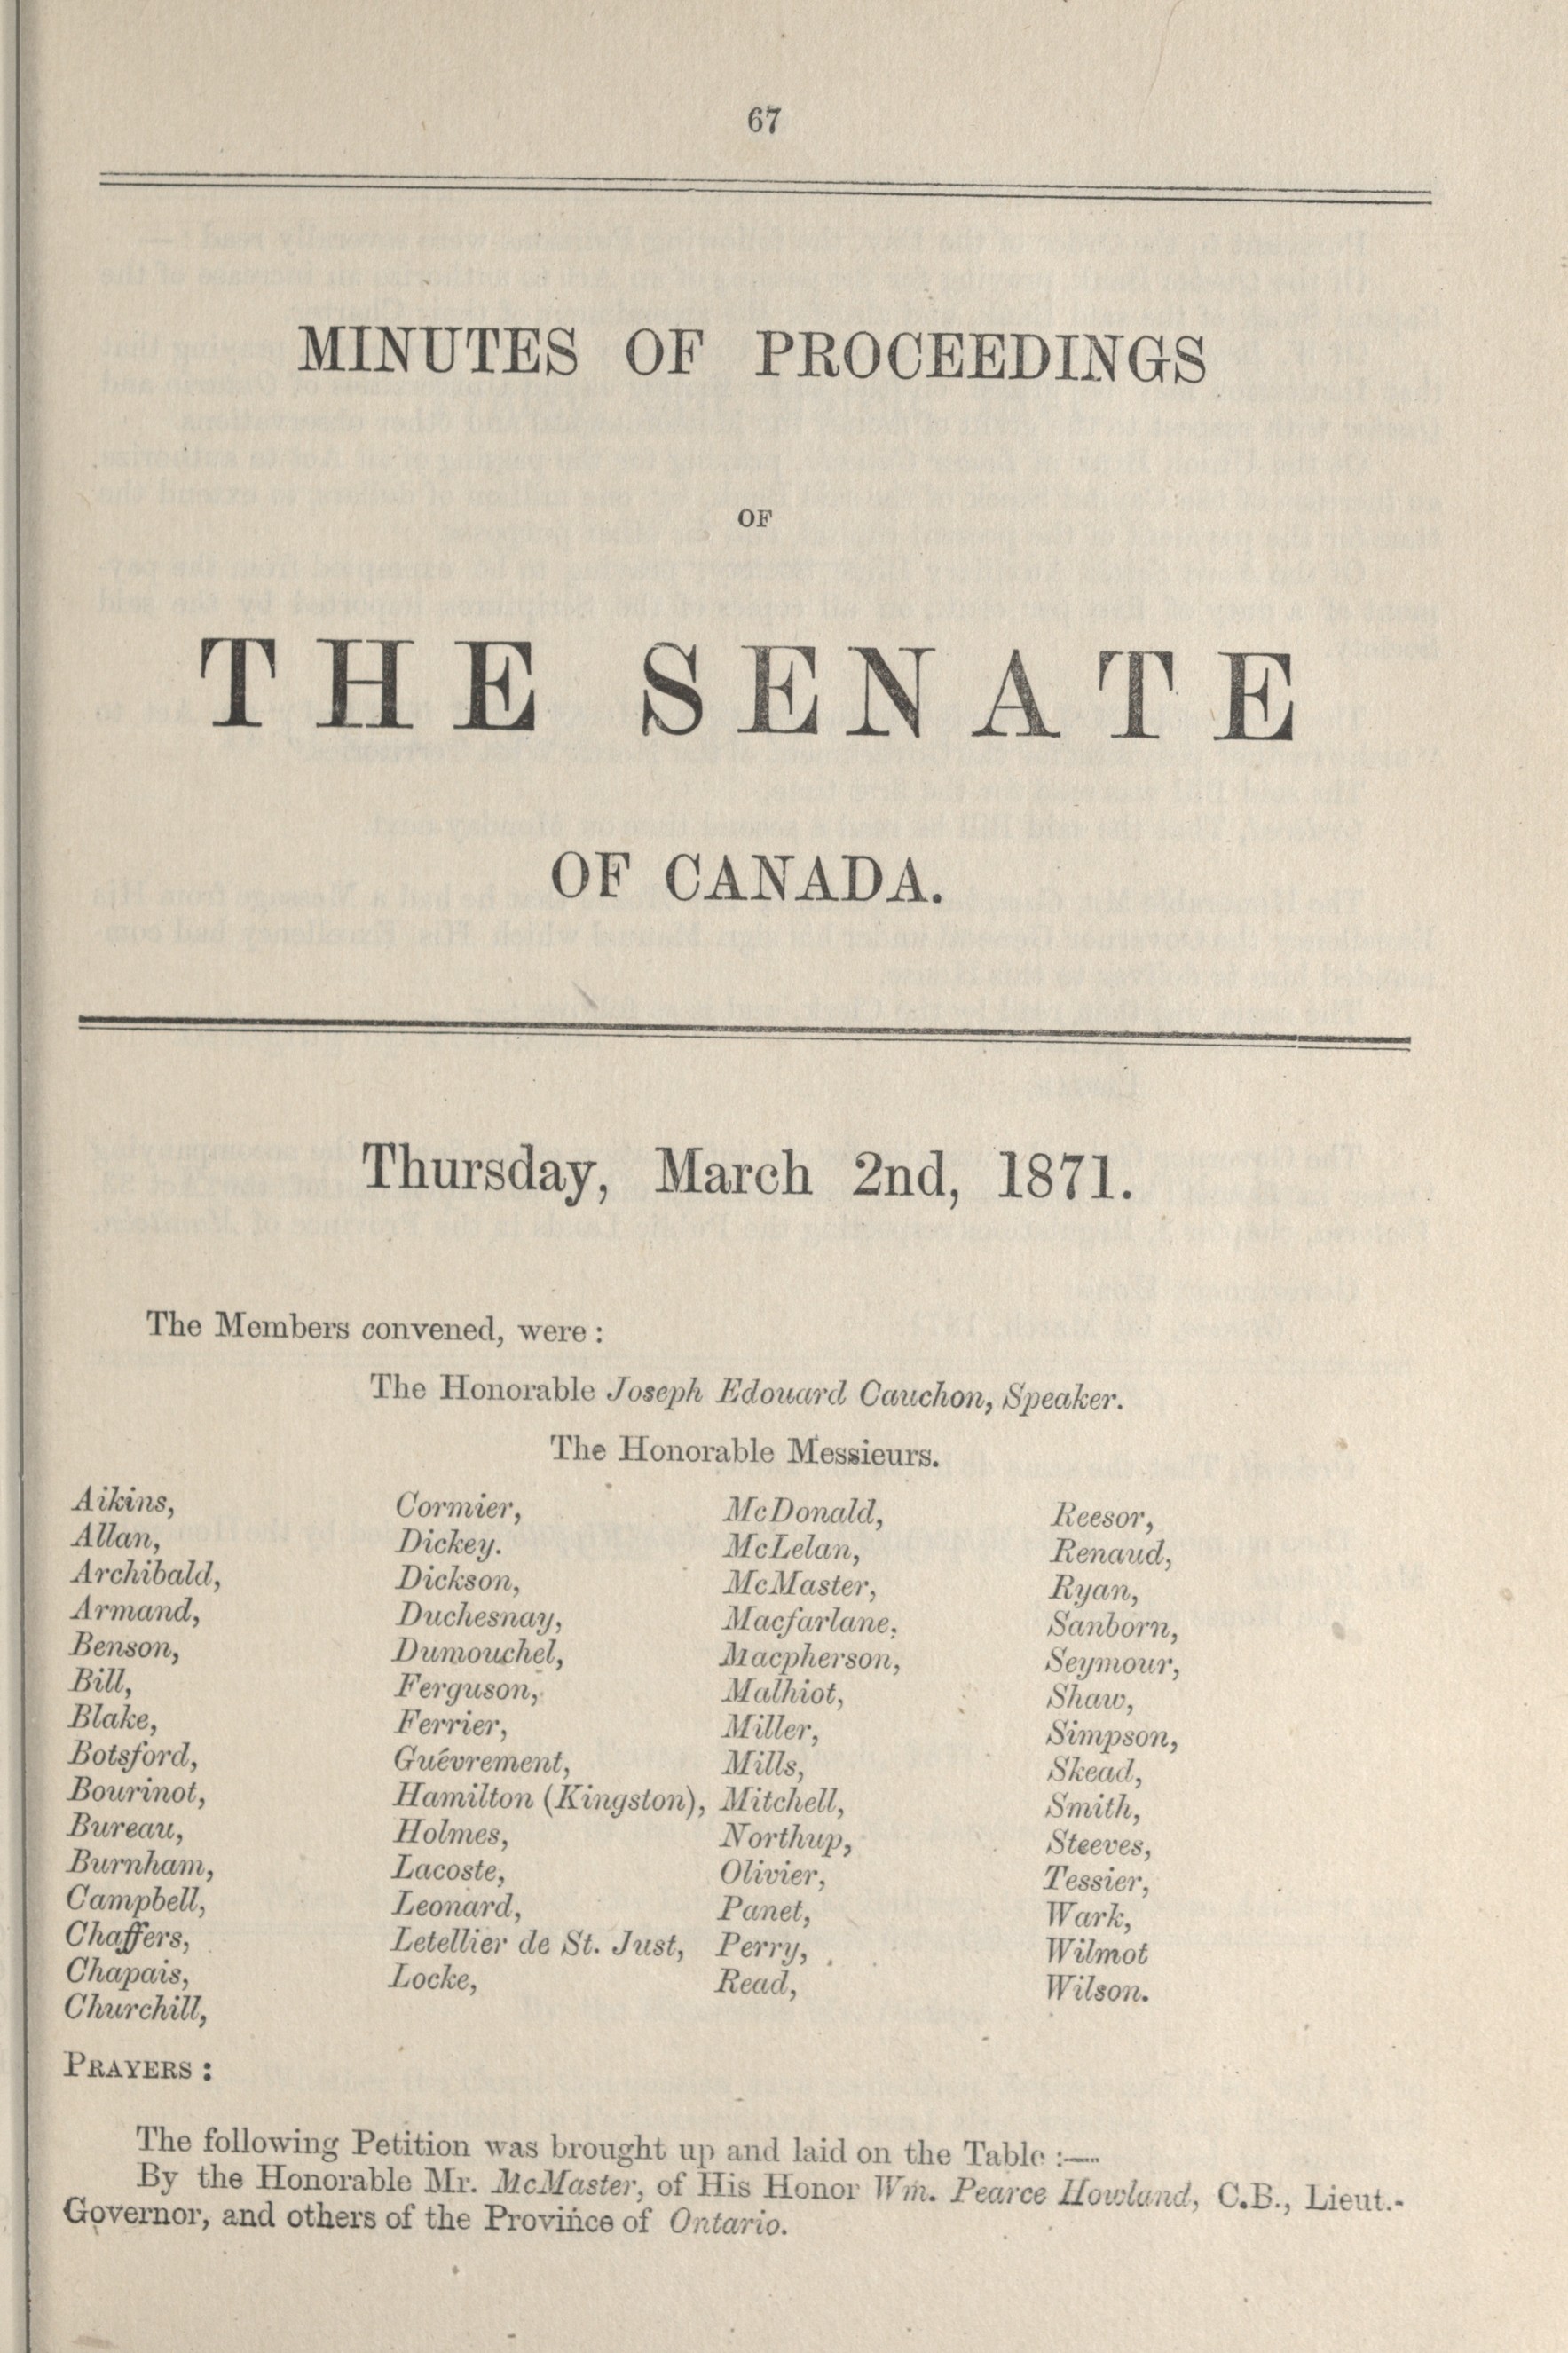 67
MINUTES OF PROCEEDINGS
OF
THE SENATE
OF CANADA.
Thursday, March 2nd, 1871.
The Members convened, were :
The Honorable Joseph Edouard Cauchon, Speaker.
The Honorable Messieurs.
Aikins,
Allan,
Archibald,
Armand,
Benson,
Bill,
Blake,
Botsford,
Bourinot,
Bureau,
Burnham,
Campbell,
Chaffers,
Chapais,
Churchill,
Cormier,
Dickey.
Dickson,
Duchesnay,
Dumouchel,
Ferguson,
Ferrier,
Guévrement,
Hamilton (Kingston),
Holmes,
Lacoste,
Leonard,
Letellier de St. Just,
Locke,
McDonald,
McLelan,
McMaster,
Macfarlane,
Macpherson,
Malhiot,
Miller,
Mills,
Mitchell,
Northup,
Olivier,
Panet,
Perry,
Read,
Reesor,
Renaud,
Ryan,
Sanborn,
Seymour,
Shaw,
Simpson,
Skead,
Smith,
Steeves,
Tessier,
Wark,
Wilmot
Wilson.
PRAYERS :
The following Petition was brought up and laid on the Table :—
By the Honorable Mr. McMaster, of His Honor Wm. Pearce Howland, C.B., Lieut.-
Governor, and others of the Province of Ontario.